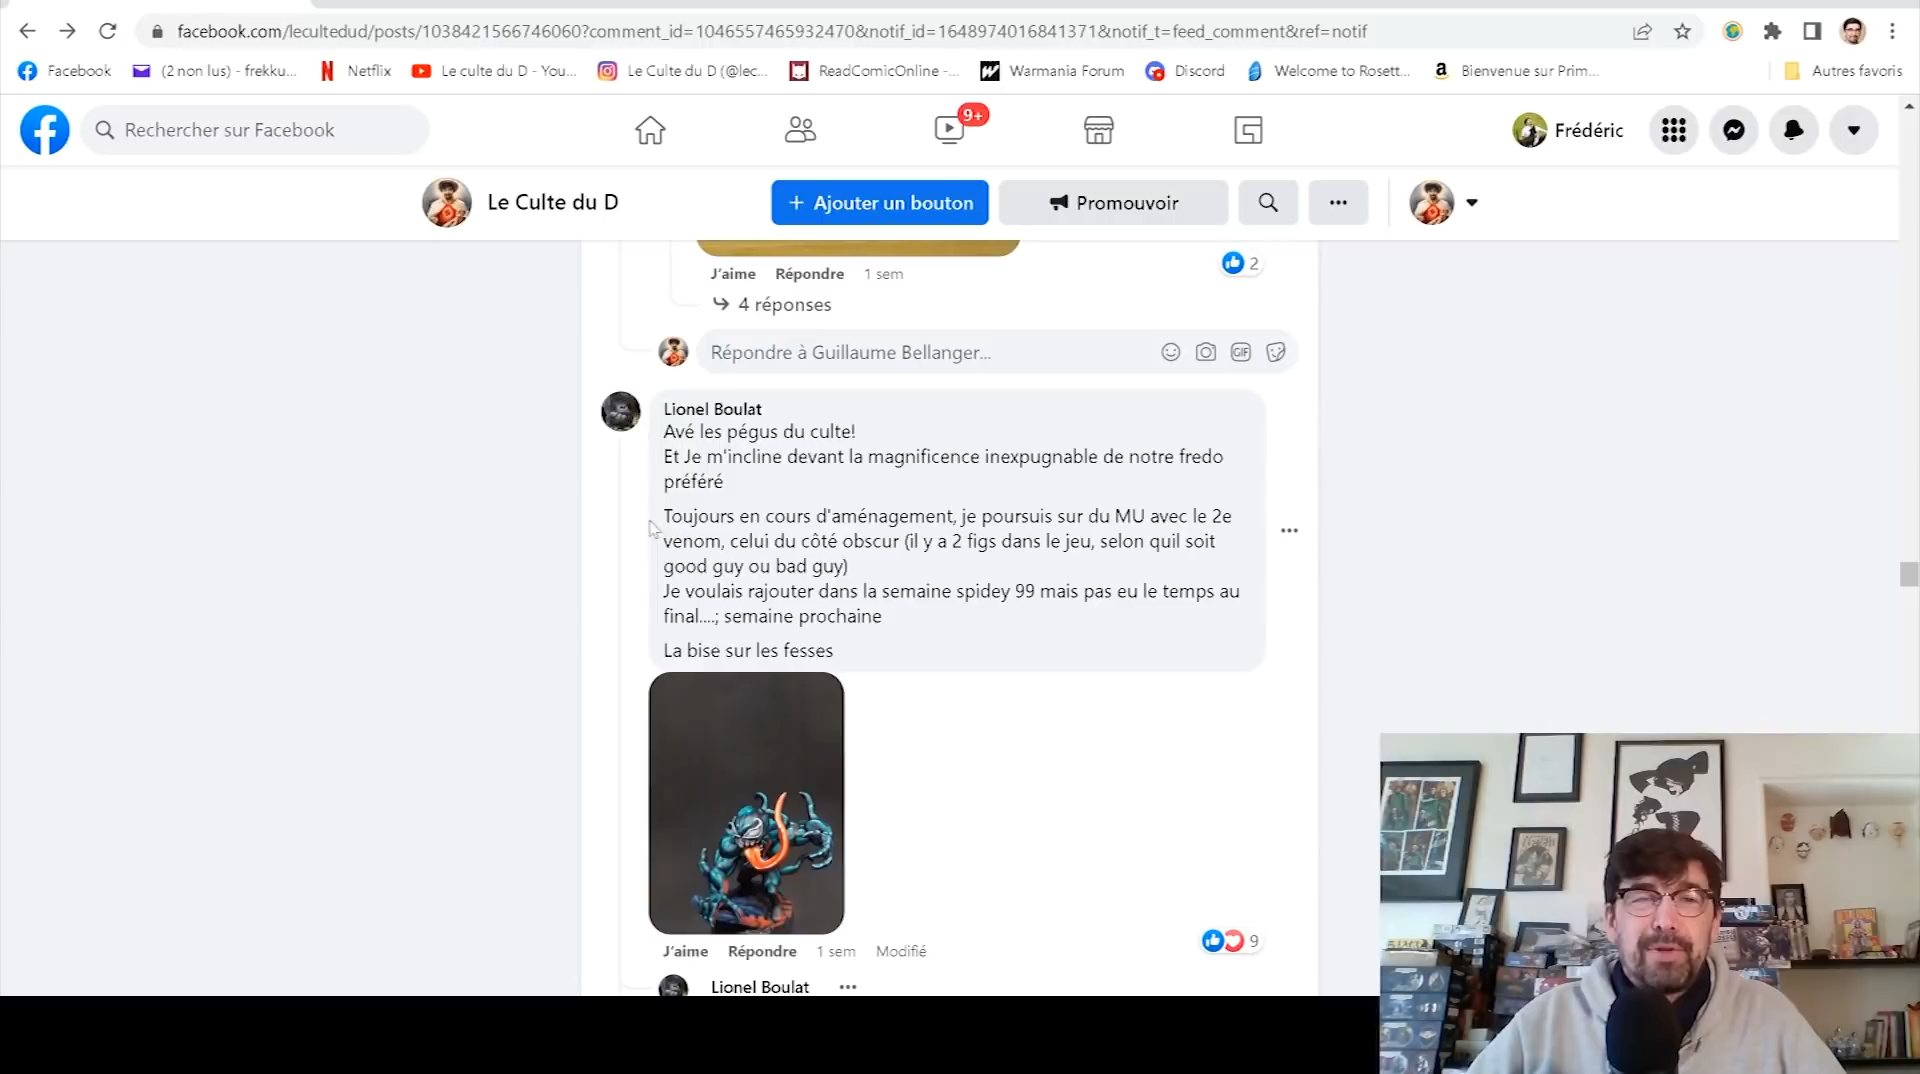 facebook.com/lecultedud/posts/1038421566746060?comment_id=1046557465932470&notif_id=1648974016841371&notif_t=feed_comment&ref=notif
Facebook
(2 non lus) - frekku...
Netflix
Le culte du D - You...
Le Culte du D (@lec...
ReadComicOnline -...
Warmania Forum
Discord
Welcome to Rosett...
Bienvenue sur Prim...
Autres favoris
Rechercher sur Facebook
9+
Frédéric
Le Culte du D
+ Ajouter un bouton
Promouvoir
J'aime Répondre 1 sem
2
4 réponses
Répondre à Guillaume Bellanger...
GIF
Lionel Boulat
Avé les pégus du culte!
Et Je m'incline devant la magnificence inexpugnable de notre fredo
préféré
Toujours en cours d'aménagement, je poursuis sur du MU avec le 2e
venom, celui du côté obscur (il y a 2 figs dans le jeu, selon quil soit
good guy ou bad guy)
Je voulais rajouter dans la semaine spidey 99 mais pas eu le temps au
final....; semaine prochaine
La bise sur les fesses
J'aime Répondre 1 sem Modifié
9
Lionel Boulat